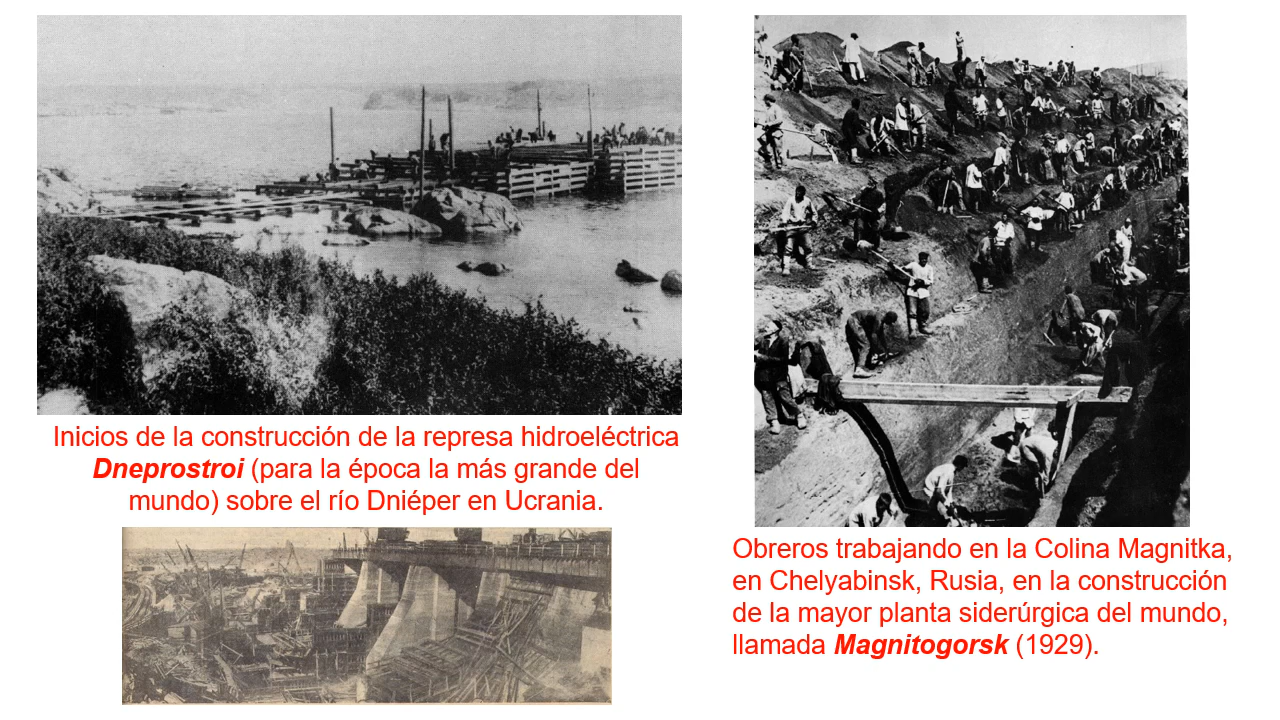 Inicios de la construcción de la represa hidroeléctrica
Dneprostroi (para la época la más grande del
mundo) sobre el río Dniéper en Ucrania.
Obreros trabajando en la Colina Magnitka,
en Chelyabinsk, Rusia, en la construcción
de la mayor planta siderúrgica del mundo,
llamada Magnitogorsk (1929).